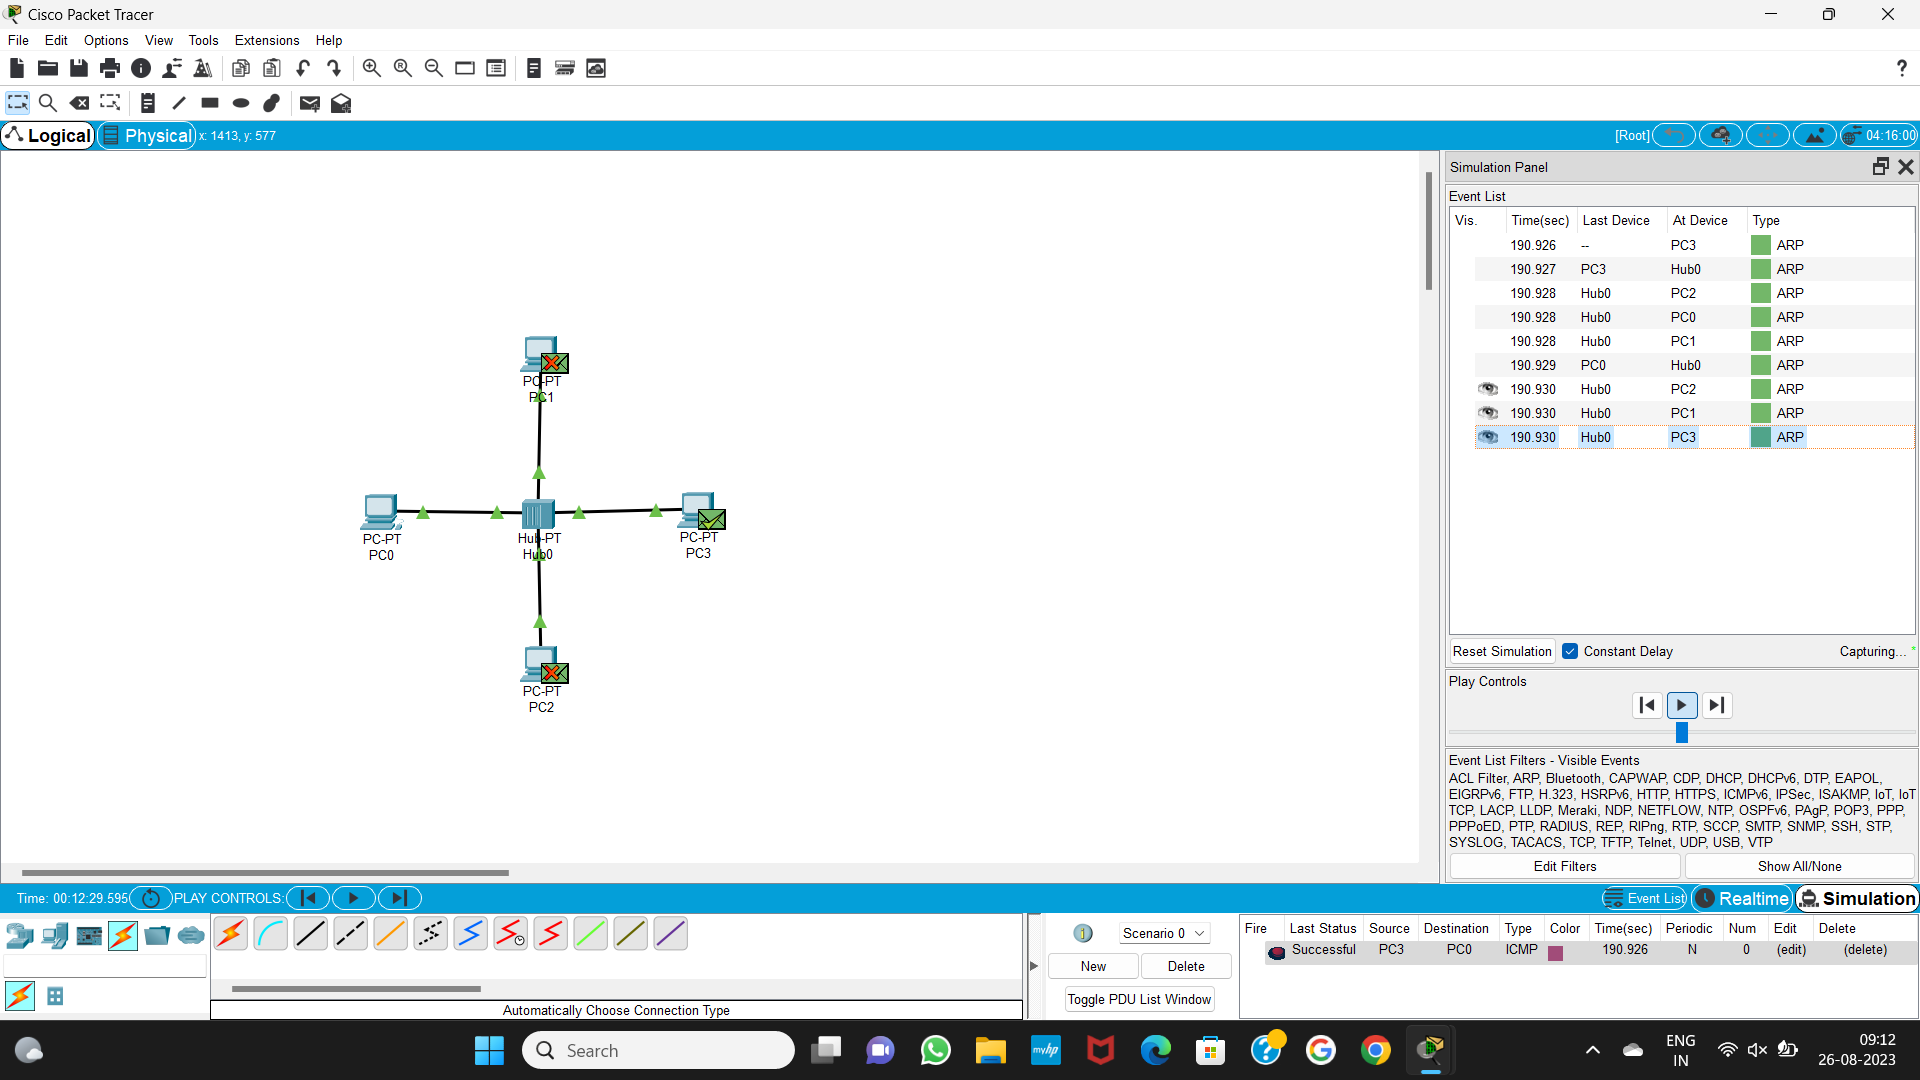 Cisco Packet Tracer
File Edit Options View Tools Extensions Help
Logical Physical x: 1413, y: 577 [Root] 04:16:00
Simulation Panel
Event List
Vis. Time(sec) Last Device At Device Type
190.926 -- PC3 ARP
190.927 PC3 Hub0 ARP
190.928 Hub0 PC2 ARP
190.928 Hub0 PC0 ARP
190.928 Hub0 PC1 ARP
190.929 PC0 Hub0 ARP
190.930 Hub0 PC2 ARP
190.930 Hub0 PC1 ARP
190.930 Hub0 PC3 ARP
PC-PT
PC1
PC-PT
PC0
Hub-PT
Hub0
PC-PT
PC3
PC-PT
PC2
Reset Simulation Constant Delay Capturing...
Play Controls
Event List Filters - Visible Events
ACL Filter, ARP, Bluetooth, CAPWAP, CDP, DHCP, DHCPv6, DTP, EAPOL,
EIGRPv6, FTP, H.323, HSRPv6, HTTP, HTTPS, ICMPv6, IPSec, ISAKMP, IoT, IoT
TCP, LACP, LLDP, Meraki, NDP, NETFLOW, NTP, OSPFv6, PAgP, POP3, PPP,
PPPoED, PTP, RADIUS, REP, RIPng, RTP, SCCP, SMTP, SNMP, SSH, STP,
SYSLOG, TACACS, TCP, TFTP, Telnet, UDP, USB, VTP
Edit Filters Show All/None
Time: 00:12:29.595 PLAY CONTROLS: Event List Realtime Simulation
Automatically Choose Connection Type
1 Scenario 0
New Delete
Toggle PDU List Window
Fire Last Status Source Destination Type Color Time(sec) Periodic Num Edit Delete
Successful PC3 PC0 ICMP 190.926 N 0 (edit) (delete)
Search
myhp
ENG
IN
09:12
26-08-2023